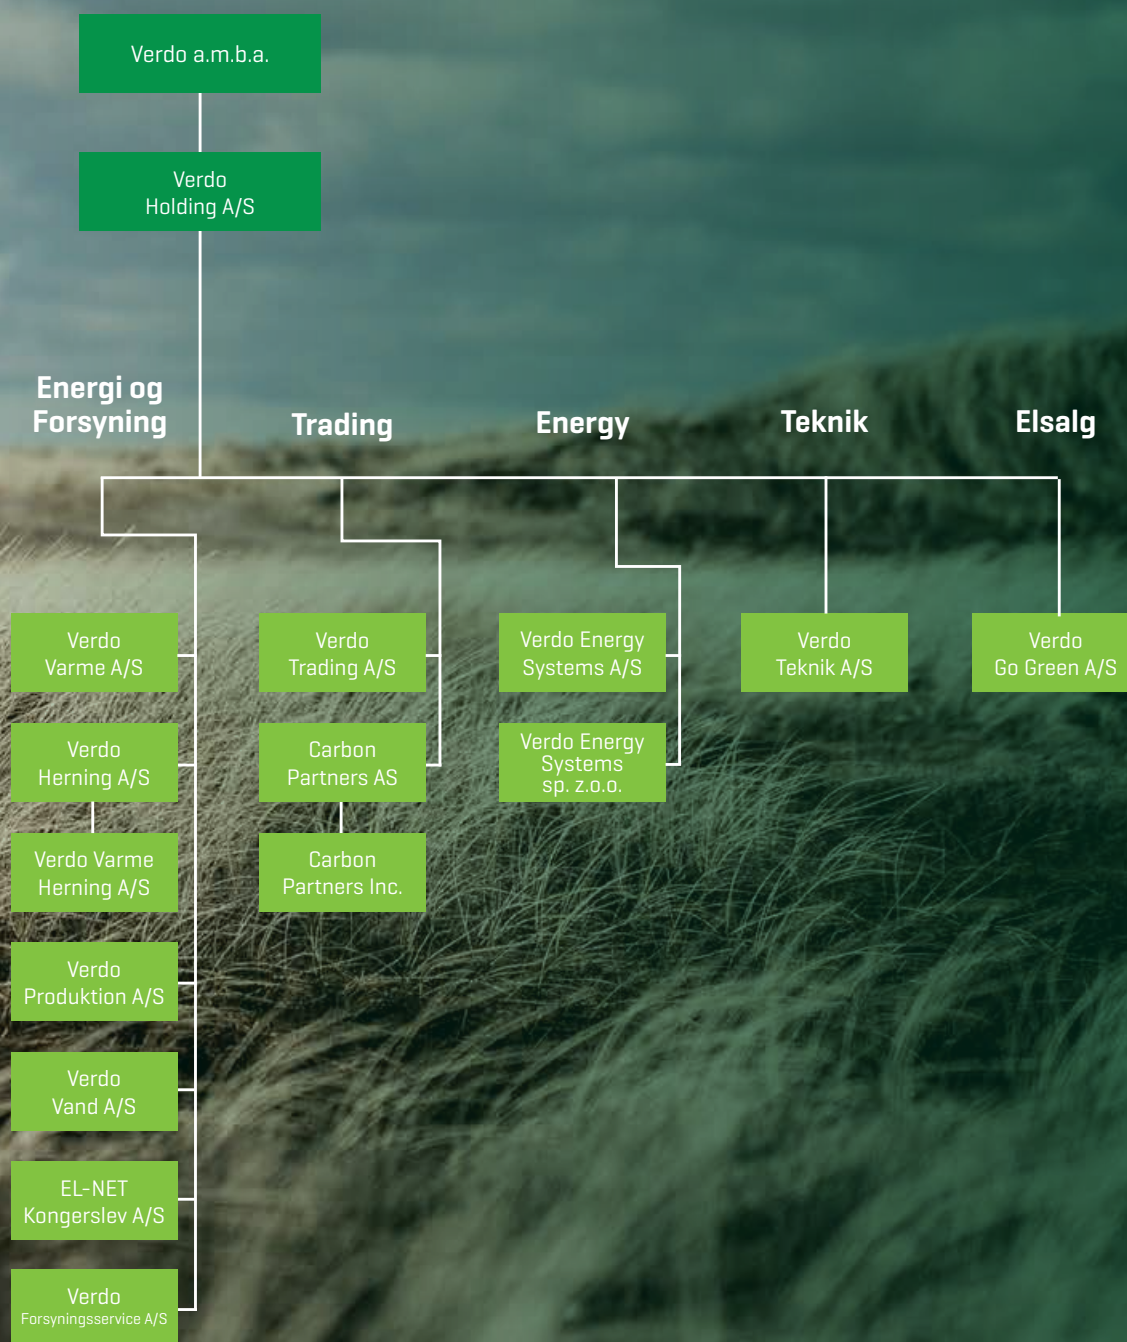 Verdo a.m.b.a.
Verdo
Holding A/S
Energi og
Forsyning
Trading
Energy
Teknik
Elsalg
Verdo
Varme A/S
Verdo
Herning A/S
Verdo Varme
Herning A/S
Verdo
Produktion A/S
Verdo
Vand A/S
EL-NET
Kongerslev A/S
Verdo
Forsyningsservice A/S
Verdo
Trading A/S
Carbon
Partners AS
Carbon
Partners Inc.
Verdo Energy
Systems A/S
Verdo Energy
Systems
sp. z.o.o.
Verdo
Teknik A/S
Verdo
Go Green A/S